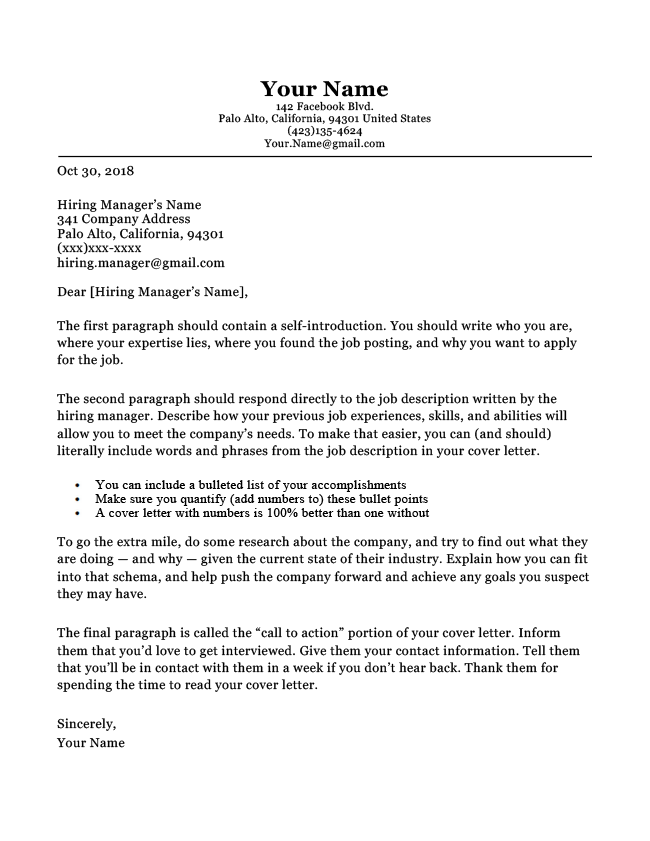 Your Name
142 Facebook Blvd.
Palo Alto, California, 94301 United States
(423)135-4624
Your.Name@gmail.com
Oct 30, 2018
Hiring Manager’s Name
341 Company Address
Palo Alto, California, 94301
(xxx)xxx-xxxx
hiring.manager@gmail.com
Dear [Hiring Manager’s Name],
The first paragraph should contain a self-introduction. You should write who you are,
where your expertise lies, where you found the job posting, and why you want to apply
for the job.
The second paragraph should respond directly to the job description written by the
hiring manager. Describe how your previous job experiences, skills, and abilities will
allow you to meet the company’s needs. To make that easier, you can (and should)
literally include words and phrases from the job description in your cover letter.
• You can include a bulleted list of your accomplishments
• Make sure you quantify (add numbers to) these bullet points
• A cover letter with numbers is 100% better than one without
To go the extra mile, do some research about the company, and try to find out what they
are doing — and why — given the current state of their industry. Explain how you can fit
into that schema, and help push the company forward and achieve any goals you suspect
they may have.
The final paragraph is called the “call to action” portion of your cover letter. Inform
them that you’d love to get interviewed. Give them your contact information. Tell them
that you’ll be in contact with them in a week if you don’t hear back. Thank them for
spending the time to read your cover letter.
Sincerely,
Your Name